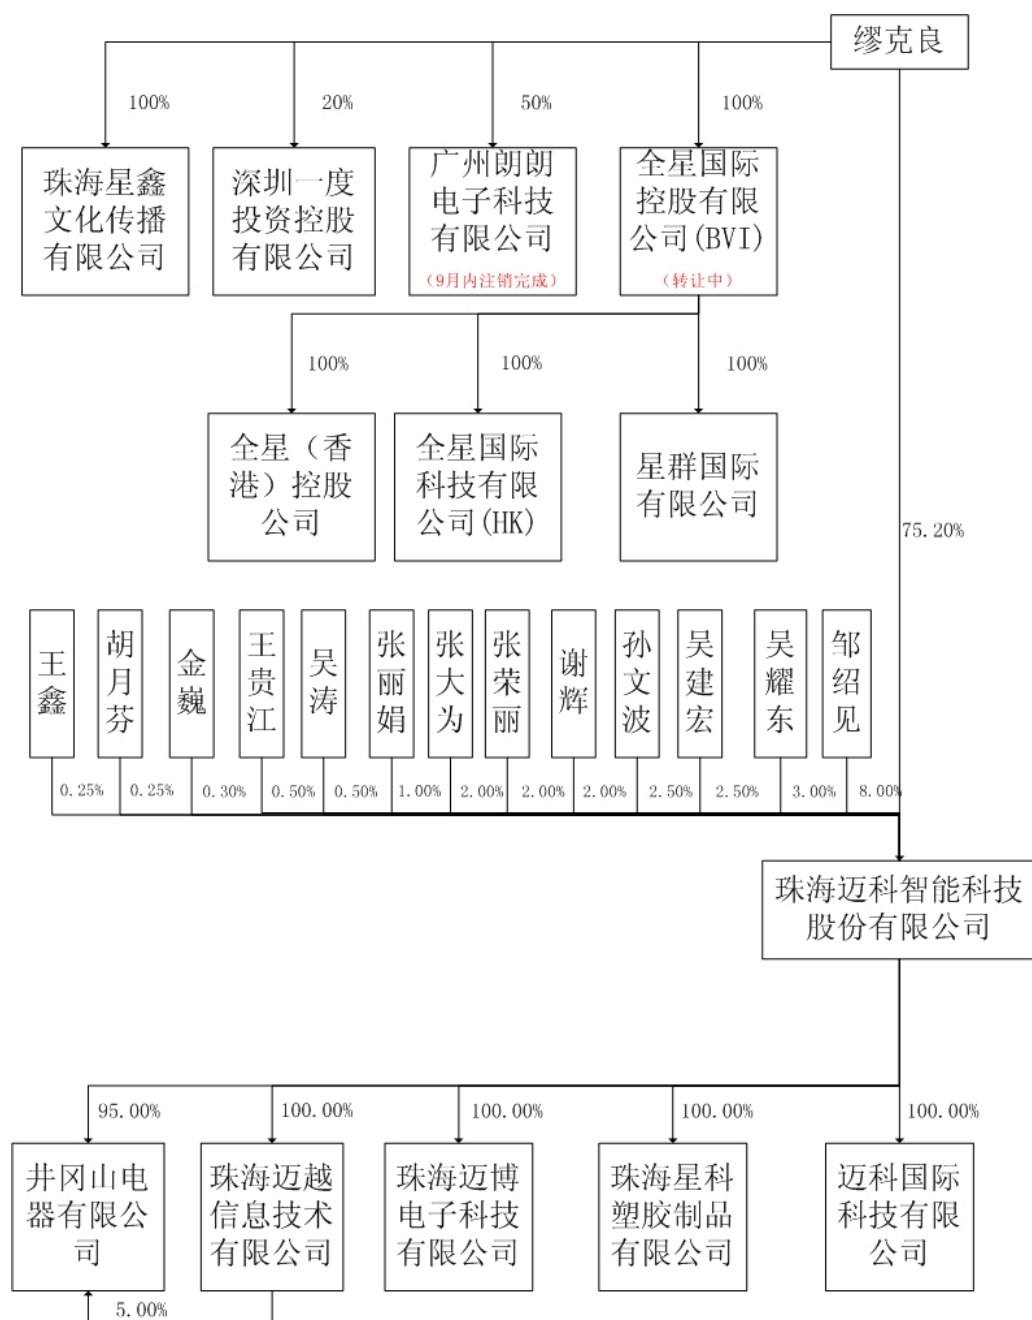 缪克良
100%
20%
50%
100%
珠海星鑫
文化传播
有限公司
深圳一度
投资控股
有限公司
广州朗朗
电子科技
有限公司
(9月内注销完成)
全星国际
控股有限
公司(BVI)
(转让中)
100%
100%
100%
全星（香
港）控股
公司
全星国际
科技有限
公司(HK)
星群国际
有限公司
75.20%
王鑫
胡月芬
金巍
王贵江
吴涛
张丽娟
张大为
张荣丽
谢辉
孙文波
吴建宏
吴耀东
邹绍见
0.25%
0.25%
0.30%
0.50%
0.50%
1.00%
2.00%
2.00%
2.00%
2.50%
2.50%
3.00%
8.00%
珠海迈科智能科技
股份有限公司
95.00%
100.00%
100.00%
100.00%
100.00%
井冈山电
器有限公
司
珠海迈越
信息技术
有限公司
珠海迈博
电子科技
有限公司
珠海星科
塑胶制品
有限公司
迈科国际
科技有限
公司
5.00%